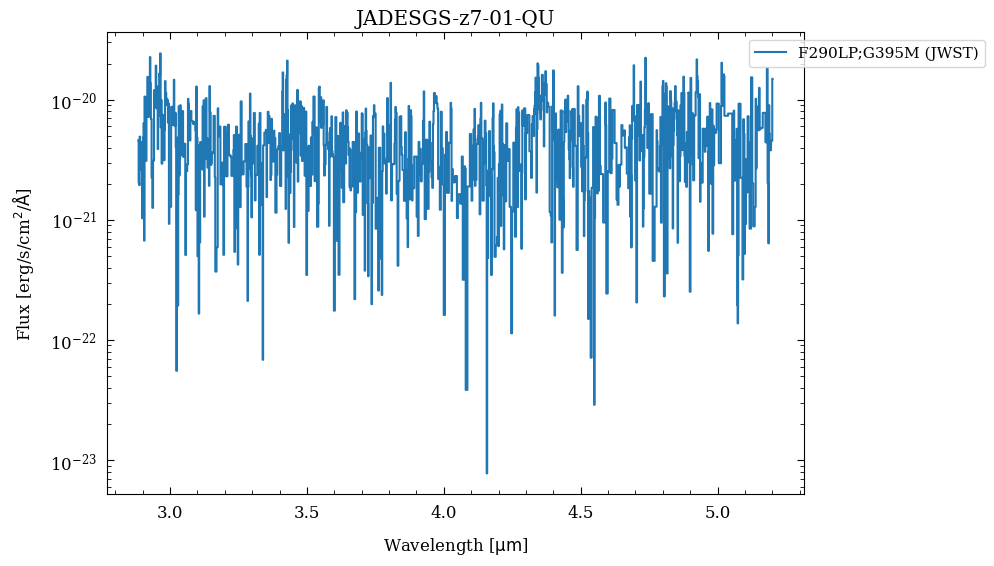 JADESGS-z7-01-QU
F290LP;G395M (JWST)
Flux [erg/s/cm²/Å]
10⁻²⁰
10⁻²¹
10⁻²²
10⁻²³
3.0 3.5 4.0 4.5 5.0
Wavelength [μm]